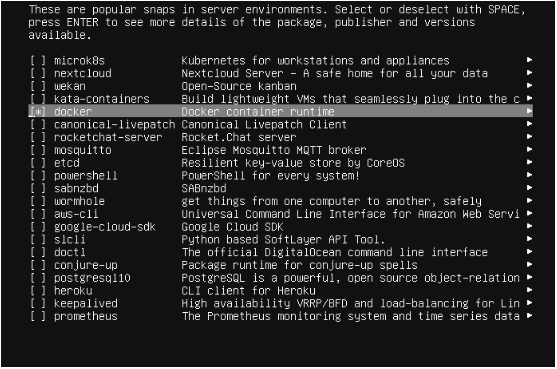 These are popular snaps in server environments. Select or deselect with SPACE,
press ENTER to see more details of the package, publisher and versions
available.
[ ] microk8s Kubernetes for workstations and appliances ▸
[ ] nextcloud Nextcloud Server - A safe home for all your data ▸
[ ] wekan Open-Source kanban ▸
[ ] kata-containers Build lightweight VMs that seamlessly plug into the c ▸
[*] docker Docker container runtime ▸
[ ] canonical-livepatch Canonical Livepatch Client ▸
[ ] rocketchat-server Rocket.Chat server ▸
[ ] mosquitto Eclipse Mosquitto MQTT broker ▸
[ ] etcd Resilient key-value store by CoreOS ▸
[ ] powershell PowerShell for every system! ▸
[ ] sabnzbd SABnzbd ▸
[ ] wormhole get things from one computer to another, safely ▸
[ ] aws-cli Universal Command Line Interface for Amazon Web Servi ▸
[ ] google-cloud-sdk Google Cloud SDK ▸
[ ] slcli Python based SoftLayer API Tool. ▸
[ ] doctl The official DigitalOcean command line interface ▸
[ ] conjure-up Package runtime for conjure-up spells ▸
[ ] postgresql10 PostgreSQL is a powerful, open source object-relation ▸
[ ] heroku CLI client for Heroku ▸
[ ] keepalived High availability VRRP/BFD and load-balancing for Lin ▸
[ ] prometheus The Prometheus monitoring system and time series data ▸